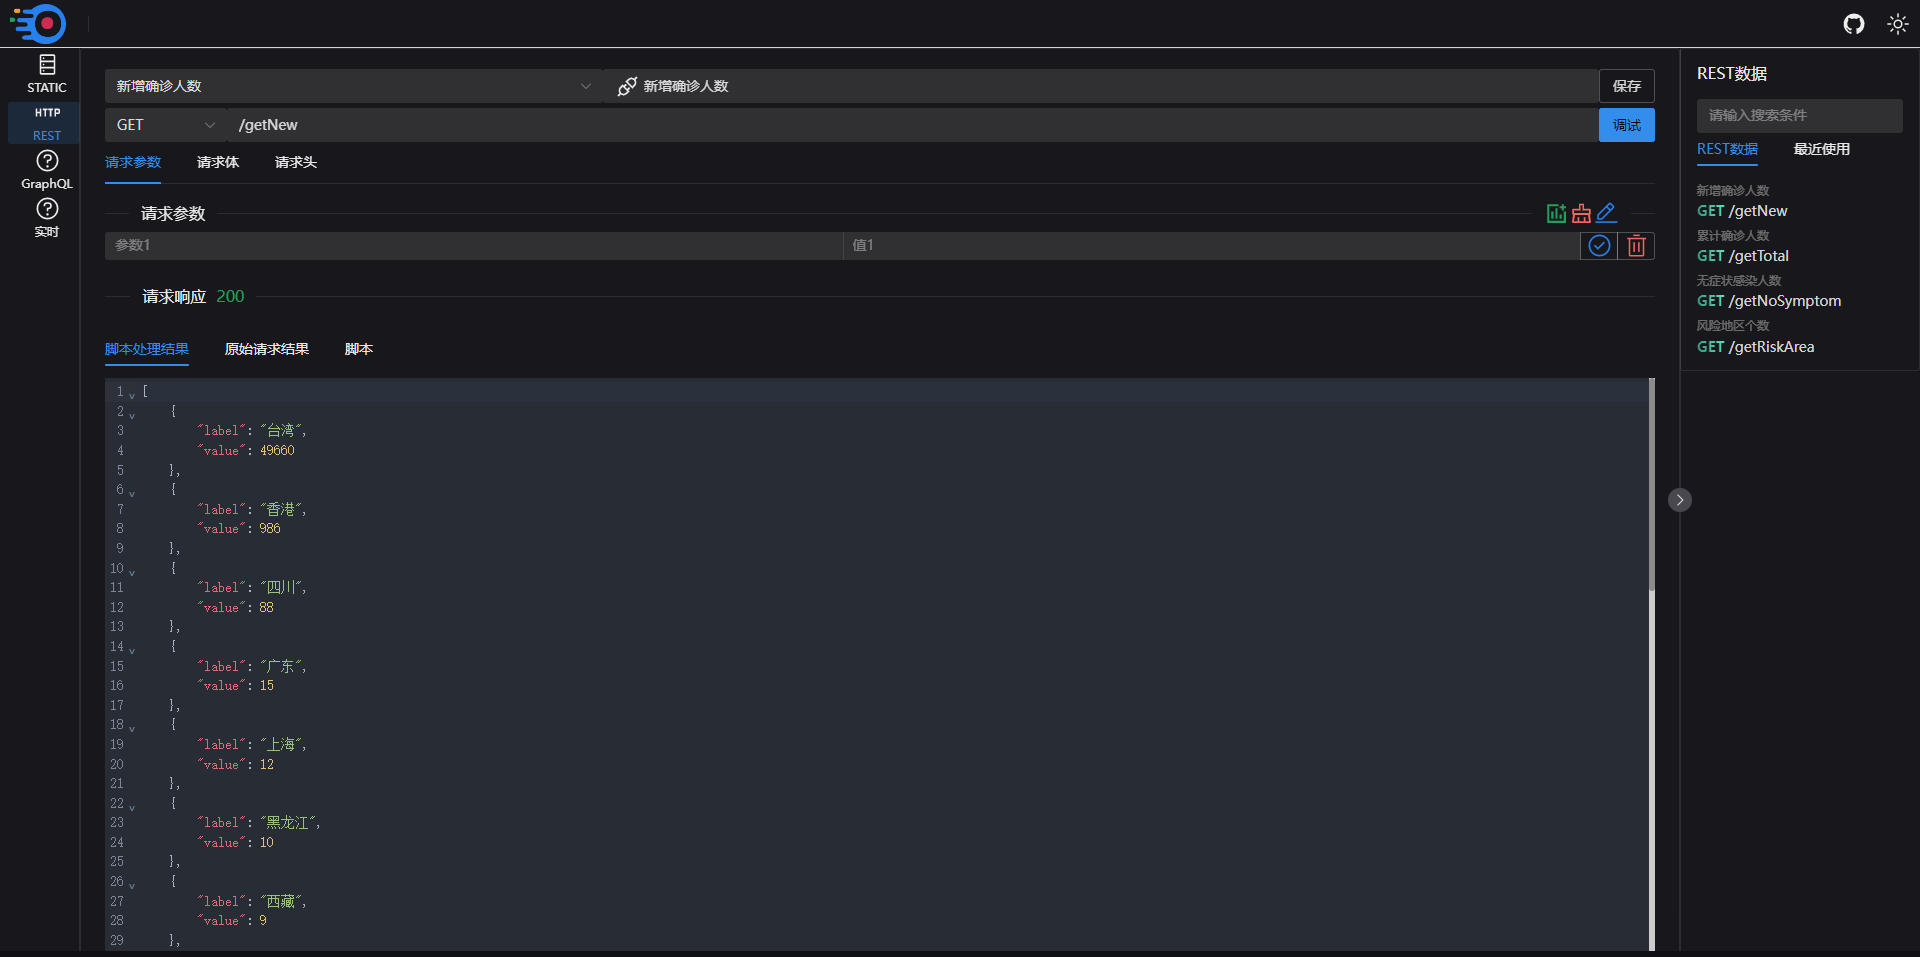 STATIC
HTTP
REST
GraphQL
实时
新增确诊人数
新增确诊人数
保存
GET
/getNew
调试
请求参数
请求体
请求头
请求参数
参数1
值1
请求响应 200
脚本处理结果
原始请求结果
脚本
1 [
2 {
3 "label": "台湾",
4 "value": 49660
5 },
6 {
7 "label": "香港",
8 "value": 986
9 },
10 {
11 "label": "四川",
12 "value": 88
13 },
14 {
15 "label": "广东",
16 "value": 15
17 },
18 {
19 "label": "上海",
20 "value": 12
21 },
22 {
23 "label": "黑龙江",
24 "value": 10
25 },
26 {
27 "label": "西藏",
28 "value": 9
29 },
REST数据
请输入搜索条件
REST数据
最近使用
新增确诊人数
GET /getNew
累计确诊人数
GET /getTotal
无症状感染人数
GET /getNoSymptom
风险地区个数
GET /getRiskArea